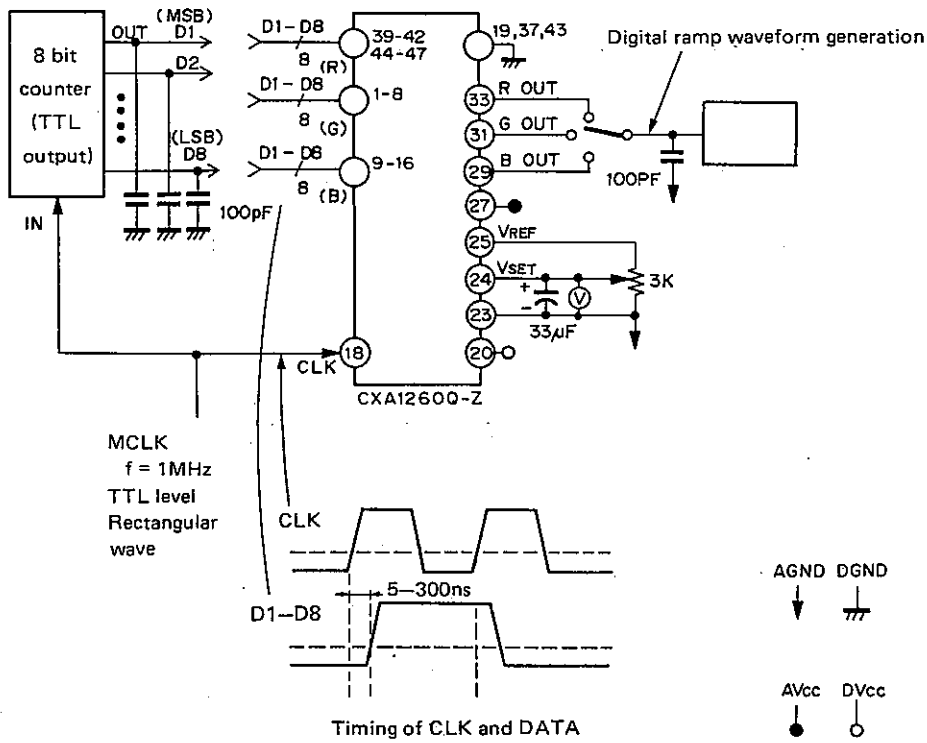 (MSB)
OUT D1
8 bit
counter
(TTL
output)
D2
(LSB)
D8
100pF
IN
D1-D8
8 (R)
D1-D8
8 (G)
D1-D8
8 (B)
39-42
44-47
1-8
9-16
19,37,43
Digital ramp waveform generation
33 R OUT
31 G OUT
29 B OUT
100PF
27
25 VREF
24 VSET
+
-
V
3K
23
33μF
20
18
CLK
CXA1260Q-Z
MCLK
f = 1MHz
TTL level
Rectangular
wave
CLK
5-300ns
D1-D8
Timing of CLK and DATA
AGND DGND
AVcc DVcc